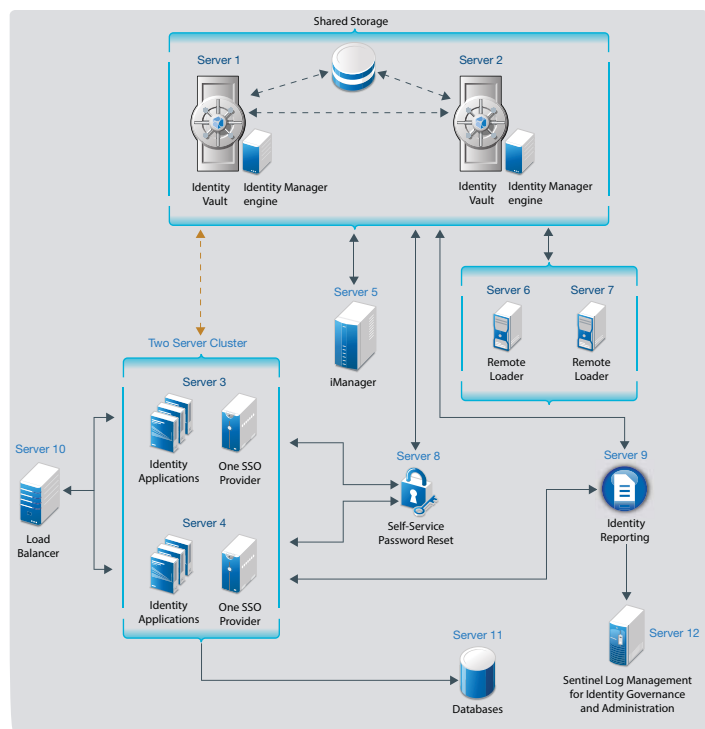 Shared Storage
Server 1
Server 2
Identity
Vault
Identity Manager
engine
Identity
Vault
Identity Manager
engine
Server 5
iManager
Server 6
Server 7
Remote
Loader
Remote
Loader
Two Server Cluster
Server 3
Identity
Applications
One SSO
Provider
Server 10
Load
Balancer
Server 8
Self-Service
Password Reset
Server 9
Identity
Reporting
Server 4
Identity
Applications
One SSO
Provider
Server 11
Databases
Server 12
Sentinel Log Management
for Identity Governance
and Administration